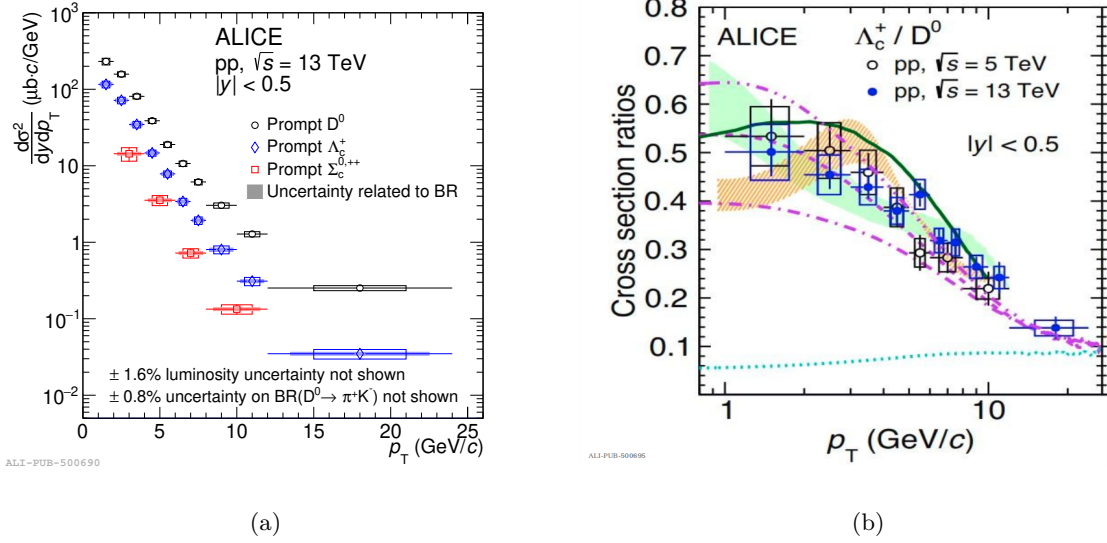 ALICE
pp, √s = 13 TeV
|y| < 0.5
Prompt D⁰
Prompt Λc⁺
Prompt Σc⁰,⁺⁺
Uncertainty related to BR
± 1.6% luminosity uncertainty not shown
± 0.8% uncertainty on BR(D⁰→ π⁺K⁻) not shown
dσ²/dydpT (μb·c/GeV)
10³
10²
10
1
10⁻¹
10⁻²
0 5 10 15 20 25
pT (GeV/c)
ALI-PUB-500690
(a)
ALICE
Λc⁺ / D⁰
pp, √s = 5 TeV
pp, √s = 13 TeV
|y| < 0.5
Cross section ratios
0.8
0.7
0.6
0.5
0.4
0.3
0.2
0.1
1 10
pT (GeV/c)
ALI-PUB-500695
(b)